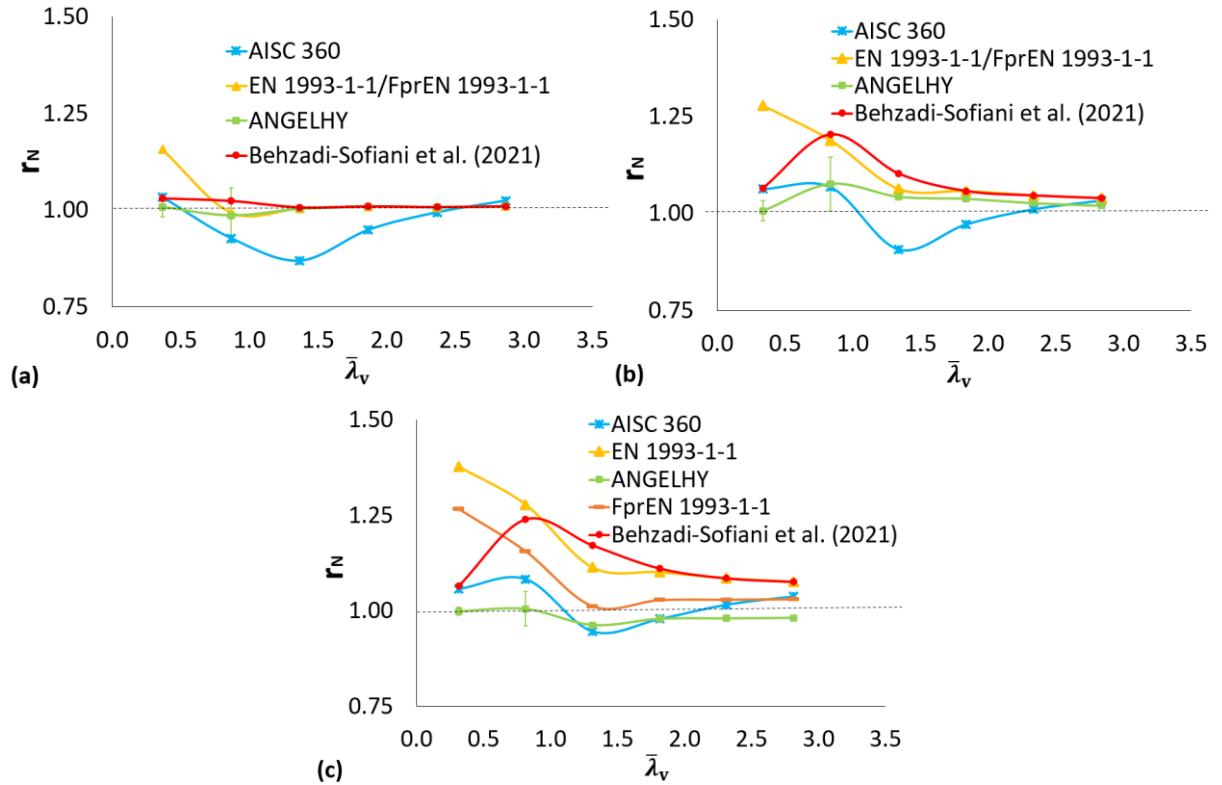 1.50
AISC 360
EN 1993-1-1/FprEN 1993-1-1
ANGELHY
Behzadi-Sofiani et al. (2021)
1.25
rN
1.00
0.75
0.0 0.5 1.0 1.5 2.0 2.5 3.0 3.5
(a)
λ̄v
1.50
AISC 360
EN 1993-1-1/FprEN 1993-1-1
ANGELHY
Behzadi-Sofiani et al. (2021)
1.25
rN
1.00
0.75
0.0 0.5 1.0 1.5 2.0 2.5 3.0 3.5
(b)
λ̄v
1.50
AISC 360
EN 1993-1-1
ANGELHY
FprEN 1993-1-1
Behzadi-Sofiani et al. (2021)
1.25
rN
1.00
0.75
0.0 0.5 1.0 1.5 2.0 2.5 3.0 3.5
(c)
λ̄v